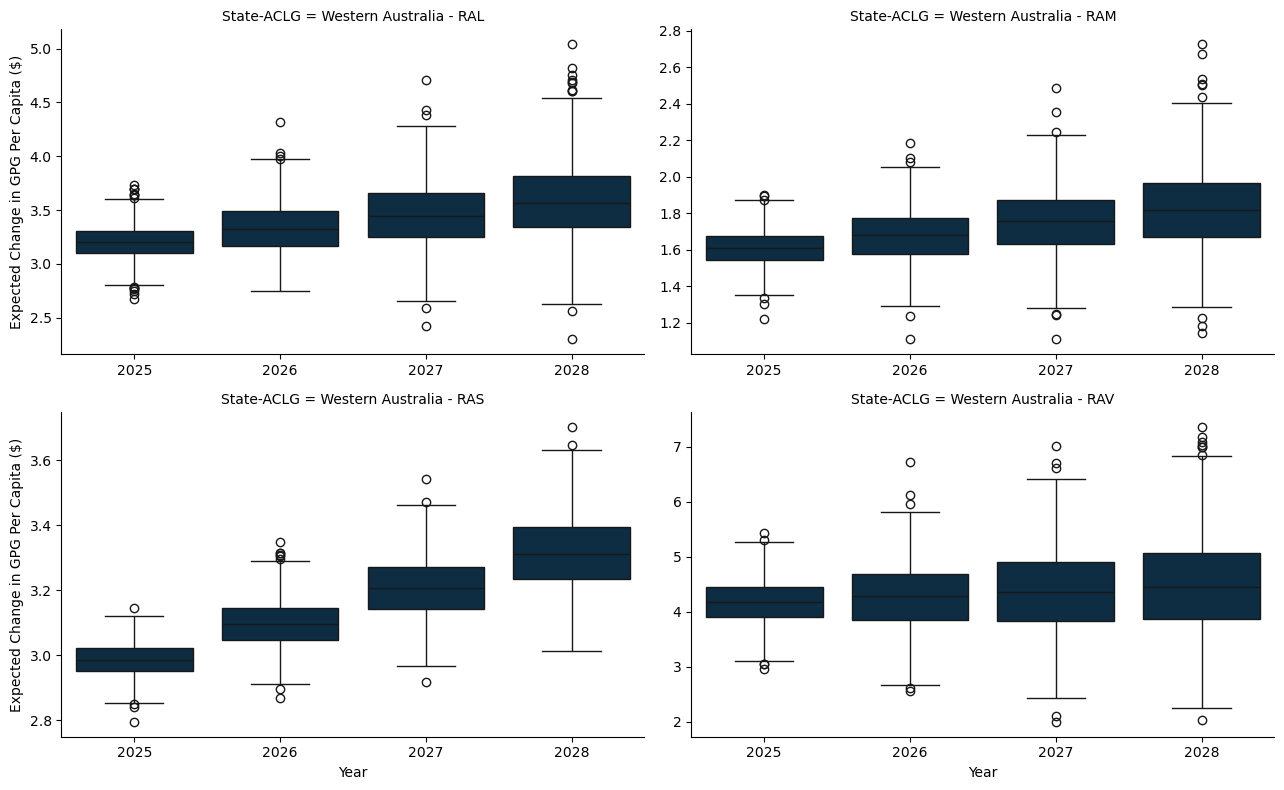 State-ACLG = Western Australia - RAL
Expected Change in GPG Per Capita ($)
5.0
4.5
4.0
3.5
3.0
2.5
2025 2026 2027 2028
State-ACLG = Western Australia - RAM
2.8
2.6
2.4
2.2
2.0
1.8
1.6
1.4
1.2
2025 2026 2027 2028
State-ACLG = Western Australia - RAS
Expected Change in GPG Per Capita ($)
3.6
3.4
3.2
3.0
2.8
2025 2026 2027 2028
Year
State-ACLG = Western Australia - RAV
7
6
5
4
3
2
2025 2026 2027 2028
Year